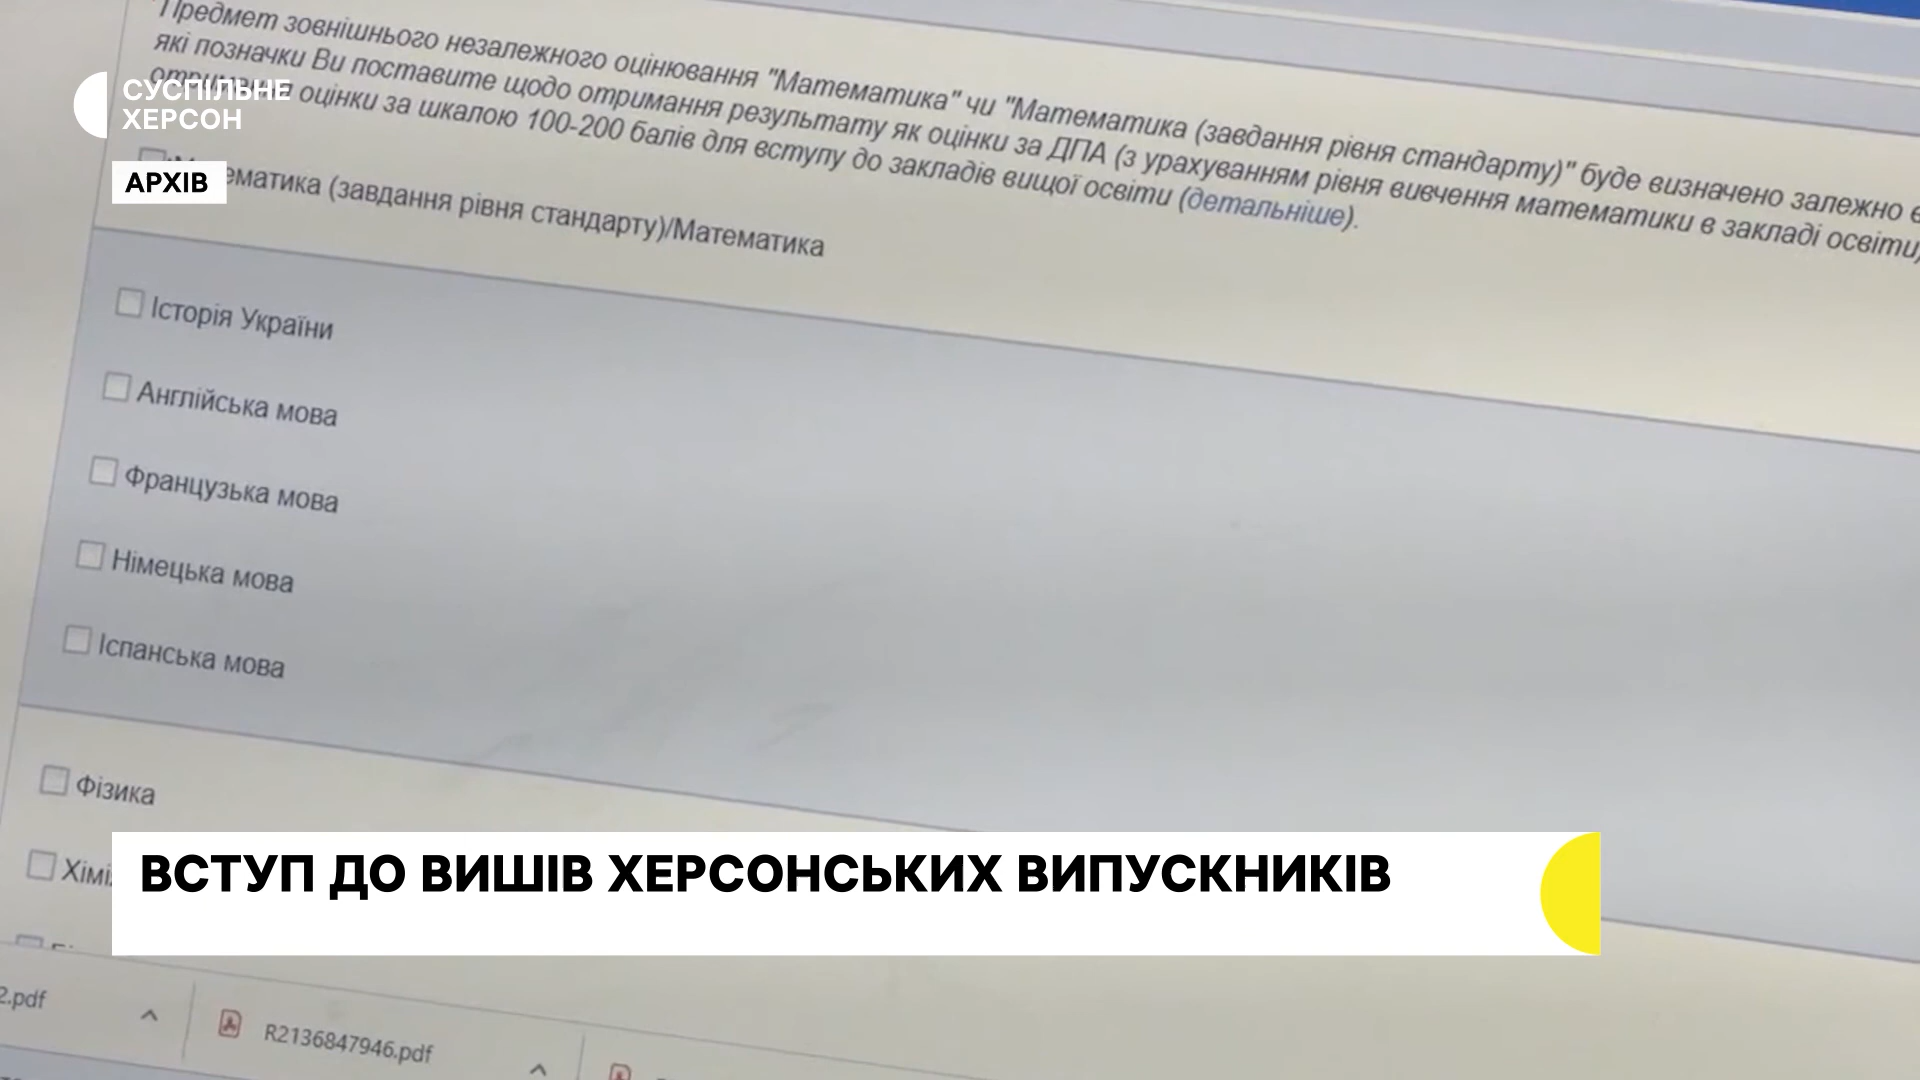 "Предмет зовнішнього незалежного оцінювання "Математика" чи "Математика (завдання рівня стандарту)" буде визначено залежно
які позначки Ви поставите щодо отримання результату як оцінки за ДПА (з урахуванням рівня вивчення математики в закладі освіти)
отримання оцінки за шкалою 100-200 балів для вступу до закладів вищої освіти (детальніше).
СУСПІЛЬНЕ
ХЕРСОН
АРХІВ
ематика (завдання рівня стандарту)/Математика
Історія України
Англійська мова
Французька мова
Німецька мова
Іспанська мова
Фізика
Хімі
ВСТУП ДО ВИШІВ ХЕРСОНСЬКИХ ВИПУСКНИКІВ
2.pdf
R2136847946.pdf